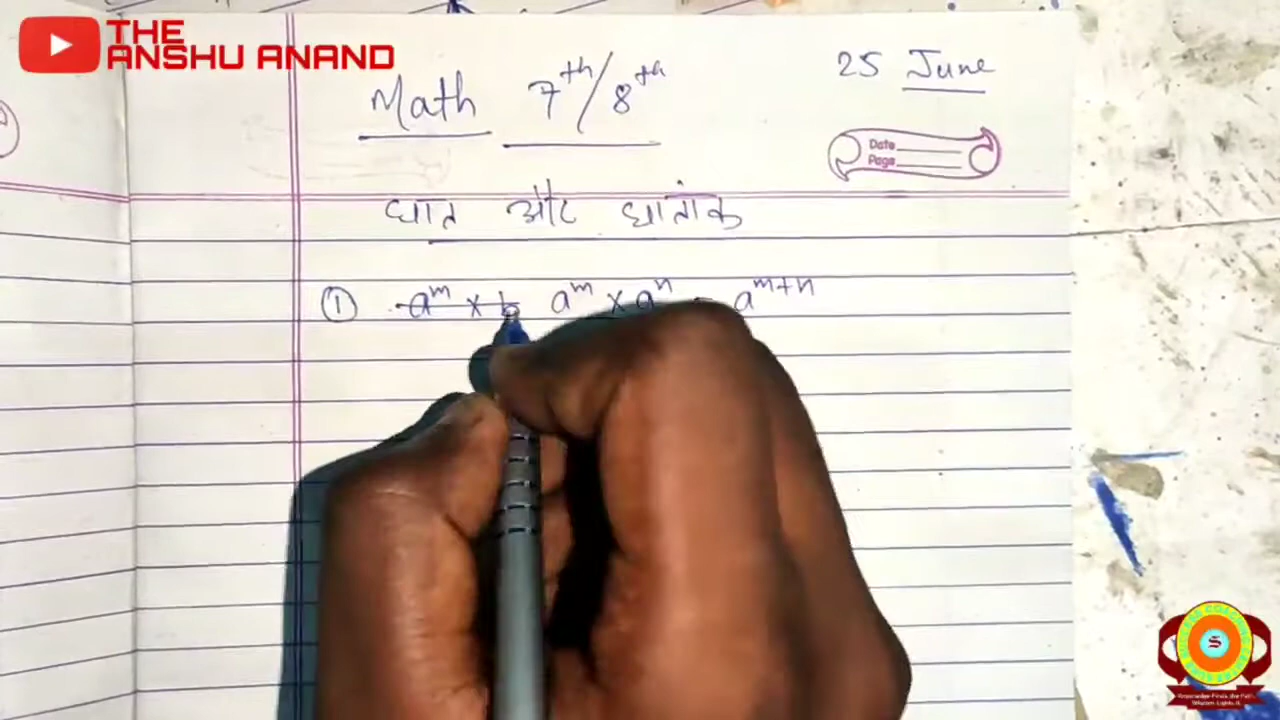 THE
ANSHU ANAND
Math 7th/8th
25 June
Date
Page
घात और घातांक
① a^m × b a^m × a^n = a^{m+n}
S